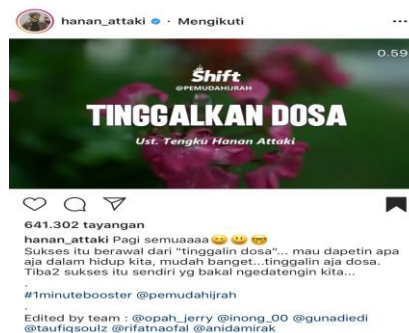 hanan_attaki • Mengikuti
0.59
Shift
@PEMUDAHIJRAH
TINGGALKAN DOSA
Ust. Tengku Hanan Attaki
641.302 tayangan
hanan_attaki Pagi semuaaaa😄😃🤓
Sukses itu berawal dari "tinggalin dosa"... mau dapetin apa
aja dalam hidup kita, mudah banget...tinggalin aja dosa.
Tiba2 sukses itu sendiri yg bakal ngedatengin kita...
.
#1minutebooster @pemudahijrah
.
Edited by team : @opah_jerry @inong_00 @gunadiedi
@taufiqsoulz @rifatnaofal @anidamirak